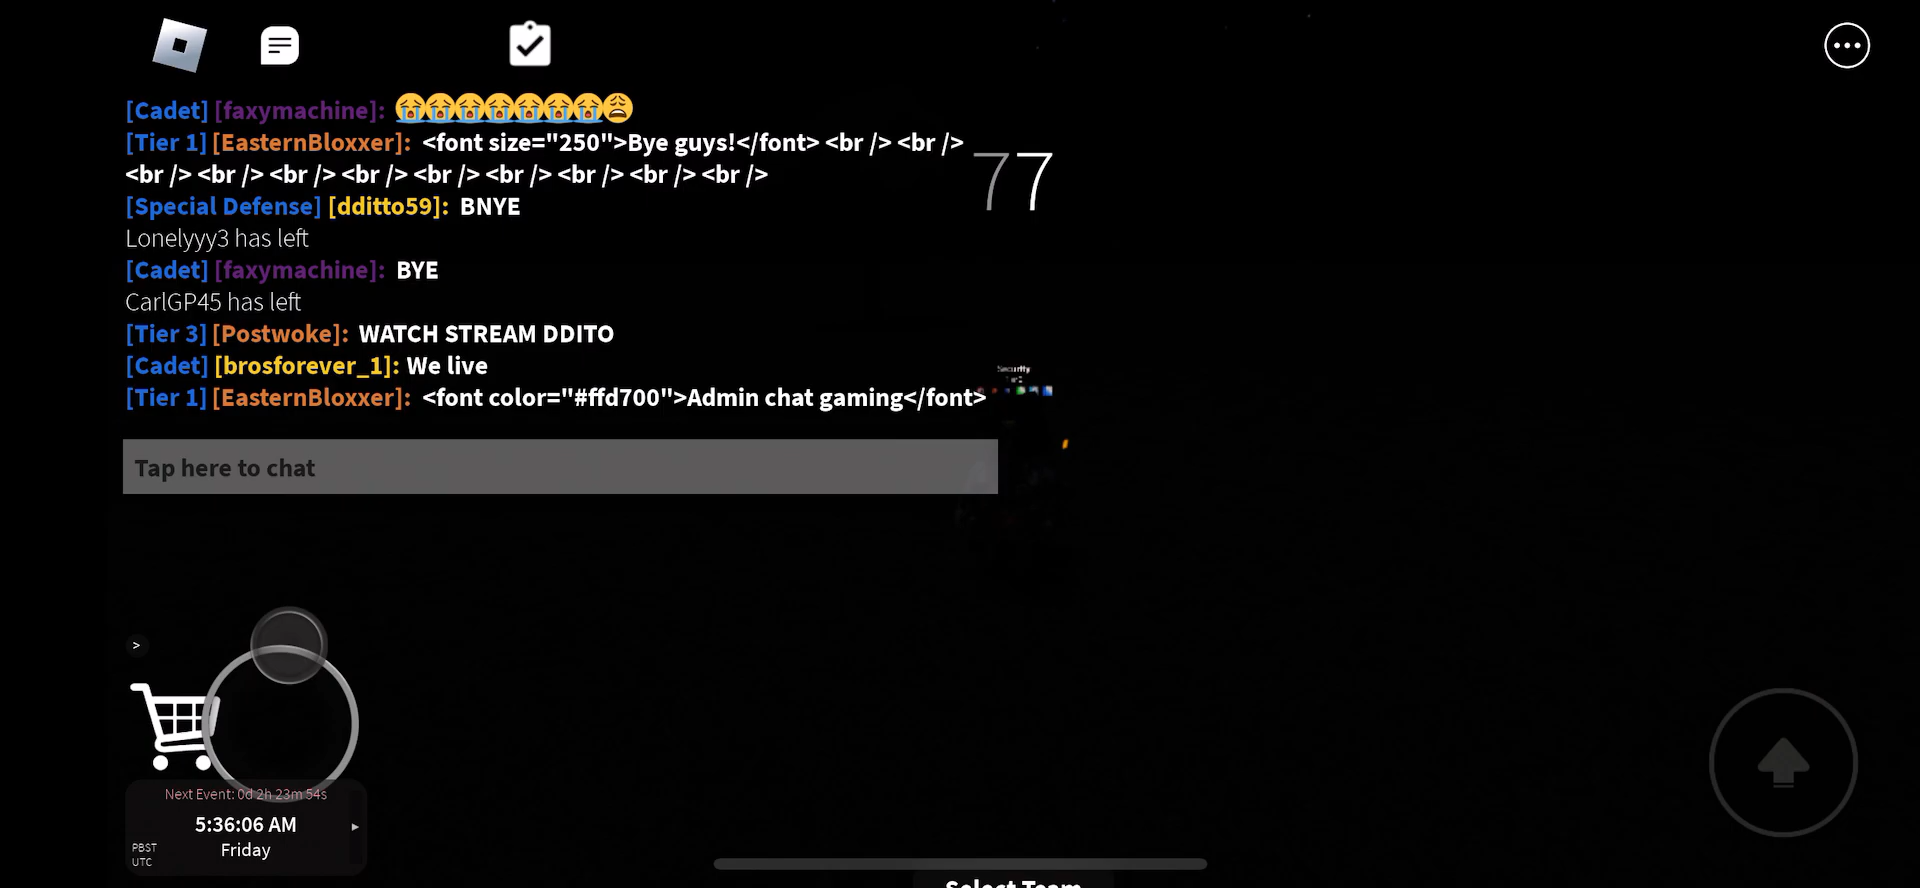 [Cadet] [faxymachine]: 😭😭😭😭😭😭😭😩
[Tier 1] [EasternBloxxer]: <font size="250">Bye guys!</font> <br /> <br />
<br /> <br /> <br /> <br /> <br /> <br /> <br /> <br /> <br />
77
[Special Defense] [dditto59]: BNYE
Lonelyyy3 has left
[Cadet] [faxymachine]: BYE
CarlGP45 has left
[Tier 3] [Postwoke]: WATCH STREAM DDITO
[Cadet] [brosforever_1]: We live
Security
[Tier 1] [EasternBloxxer]: <font color="#ffd700">Admin chat gaming</font>
Tap here to chat
>
Next Event: 0d 2h 23m 54s
5:36:06 AM
PBST
Friday
UTC
Select Team